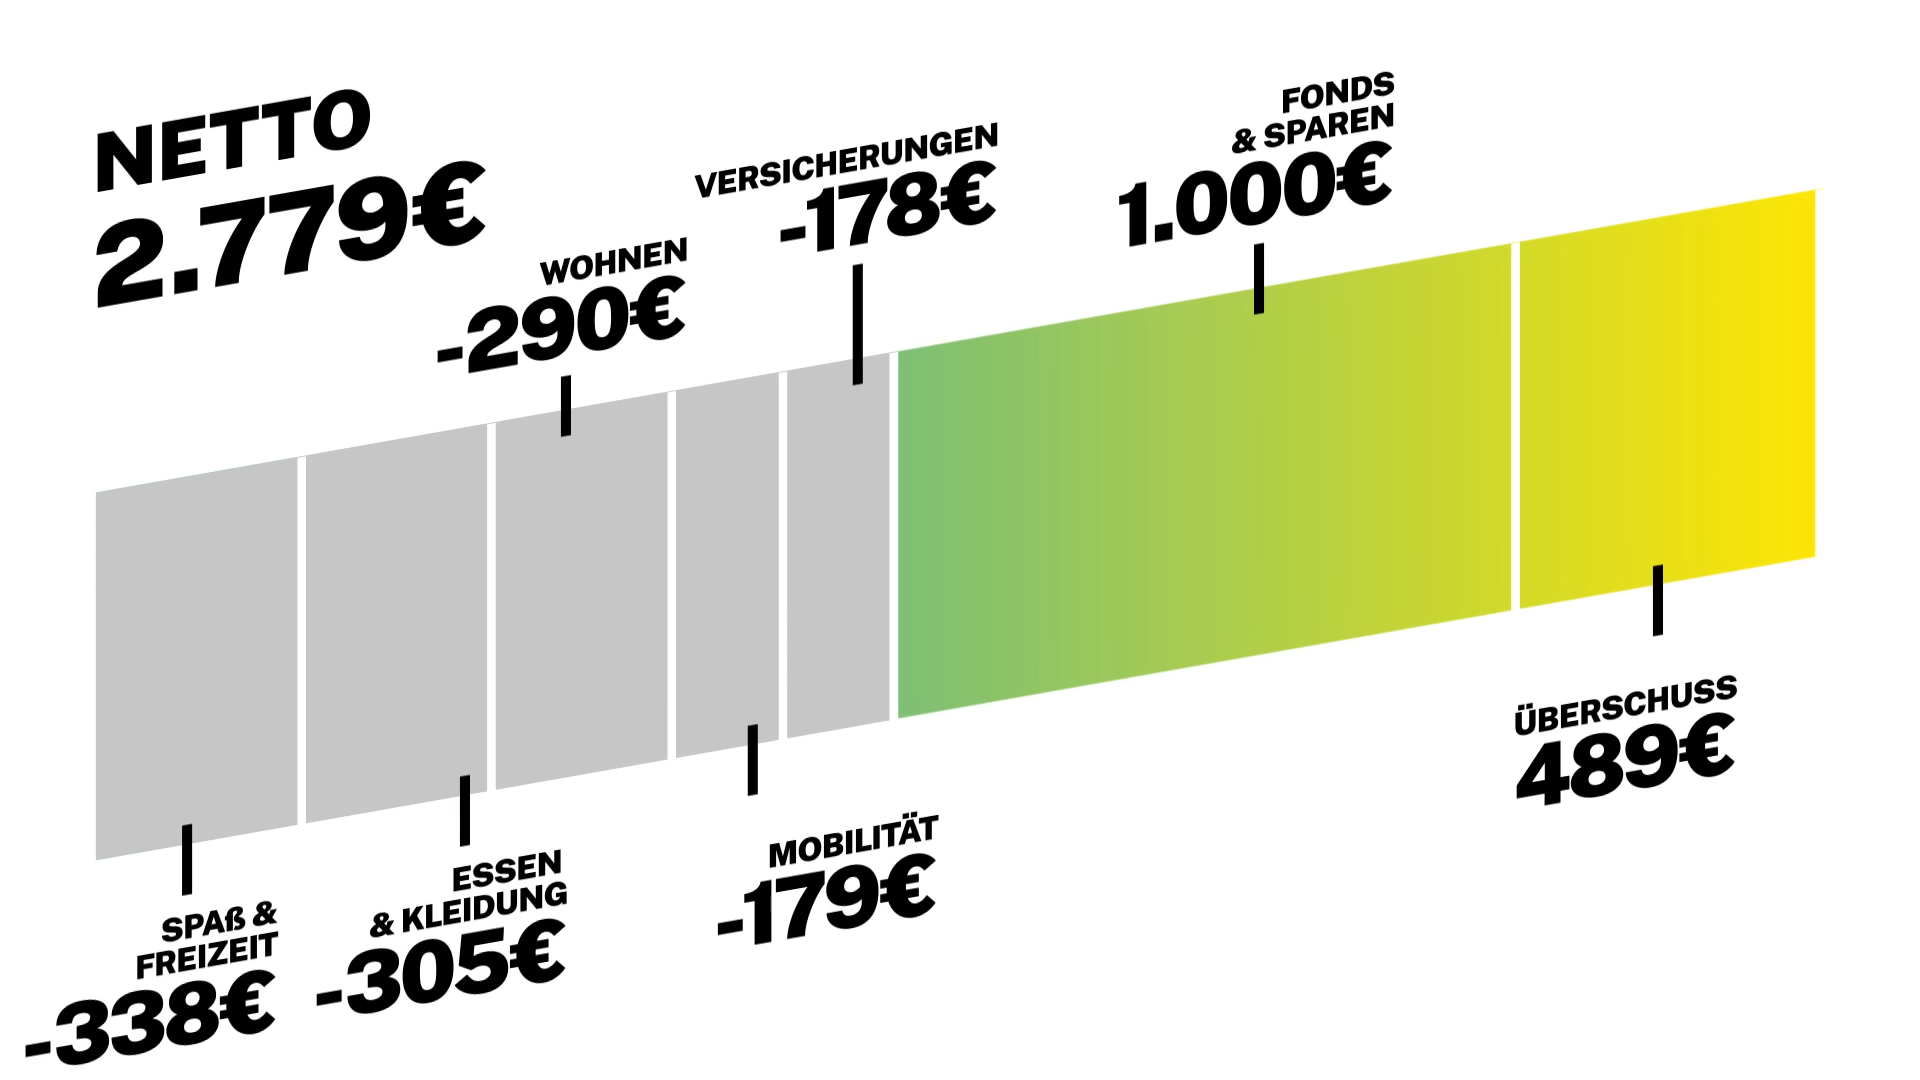 NETTO
2.779€
WOHNEN
-290€
VERSICHERUNGEN
-178€
FONDS
& SPAREN
1.000€
SPAß &
FREIZEIT
-338€
ESSEN
& KLEIDUNG
-305€
MOBILITÄT
-179€
ÜBERSCHUSS
489€